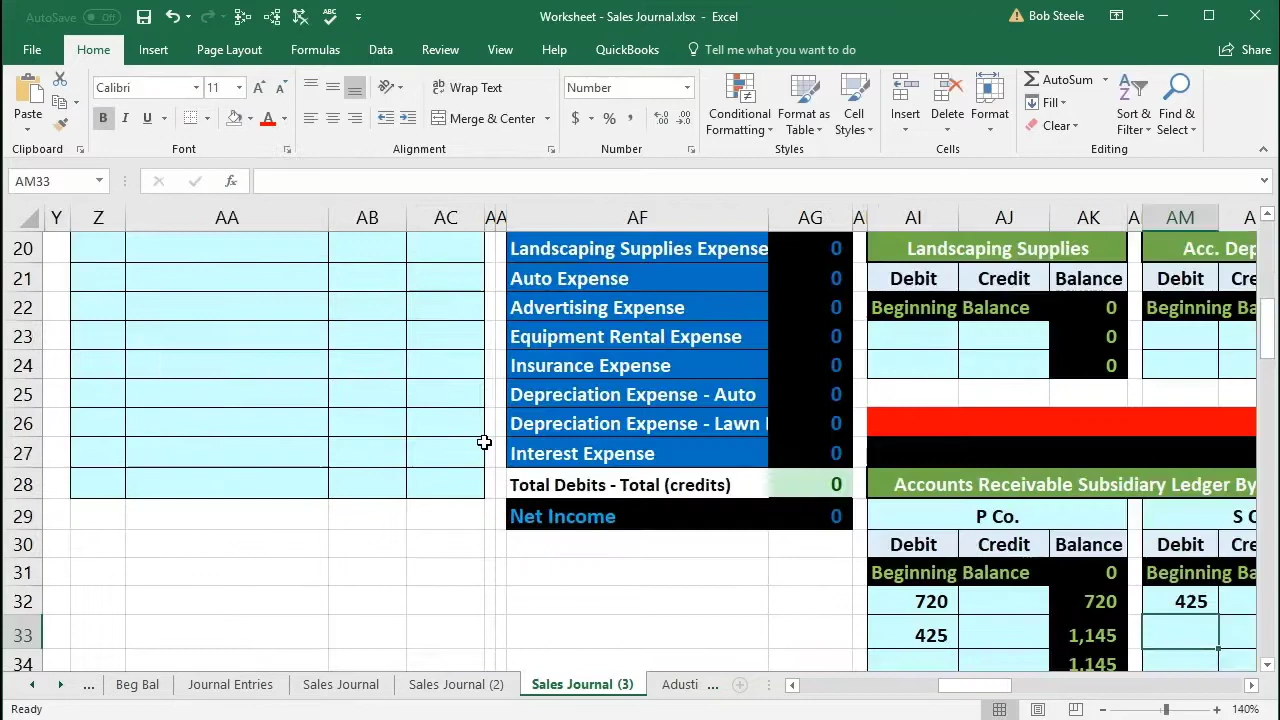 AutoSave Off
Worksheet - Sales Journal.xlsx - Excel
Bob Steele
File Home Insert Page Layout Formulas Data Review View Help QuickBooks Tell me what you want to do Share
Paste
Calibri 11
B I U A
Wrap Text
Merge & Center
Number
$ % ,
Conditional Formatting
Format as Table
Cell Styles
Insert
Delete
Format
AutoSum
Fill
Clear
Sort & Filter
Find & Select
Clipboard Font Alignment Number Styles Cells Editing
AM33 fx
Y Z AA AB AC AF AG AI AJ AK AM
20 Landscaping Supplies Expense 0 Landscaping Supplies Acc. Dep
21 Auto Expense 0 Debit Credit Balance Debit Cre
22 Advertising Expense 0 Beginning Balance 0 Beginning Ba
23 Equipment Rental Expense 0 0
24 Insurance Expense 0 0
25 Depreciation Expense - Auto 0
26 Depreciation Expense - Lawn 0
27 Interest Expense 0
28 Total Debits - Total (credits) 0 Accounts Receivable Subsidiary Ledger By
29 Net Income 0 P Co. S C
30 Debit Credit Balance Debit Cre
31 Beginning Balance 0 Beginning Ba
32 720 720 425
33 425 1,145
34 1,145
... Beg Bal Journal Entries Sales Journal Sales Journal (2) Sales Journal (3) Adusti ...
Ready 140%